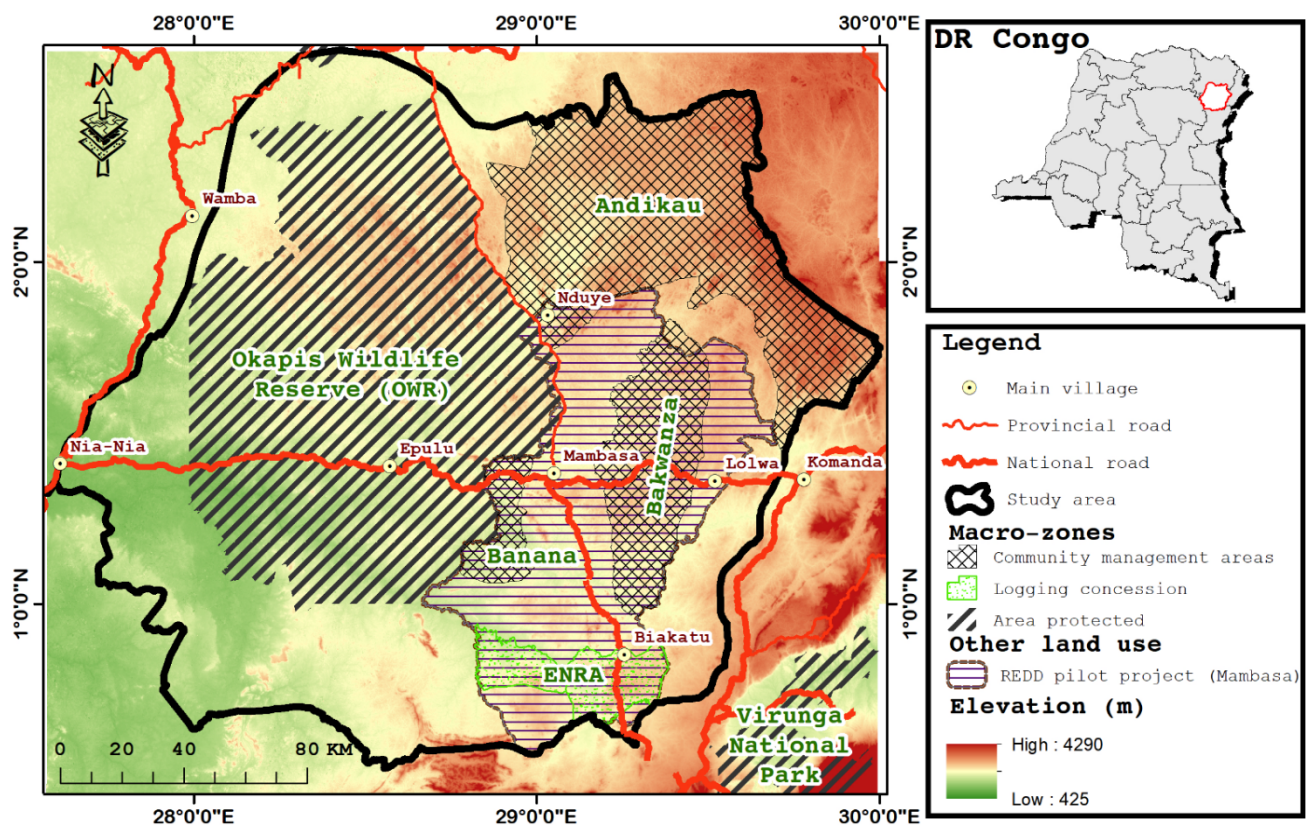 28°0'0"E
29°0'0"E
30°0'0"E
N
Wamba
Andikau
2°0'0"N
2°0'0"N
Nduye
Okapis Wildlife
Reserve (OWR)
Bakwanza
Nia-Nia
Epulu
Mambasa
Lolwa
Komanda
Banana
1°0'0"N
1°0'0"N
Biakatu
ENRA
Virunga
National
Park
0 20 40 80 KM
28°0'0"E
29°0'0"E
30°0'0"E
DR Congo
Legend
Main village
Provincial road
National road
Study area
Macro-zones
Community management areas
Logging concession
Area protected
Other land use
REDD pilot project (Mambasa)
Elevation (m)
High : 4290
Low : 425